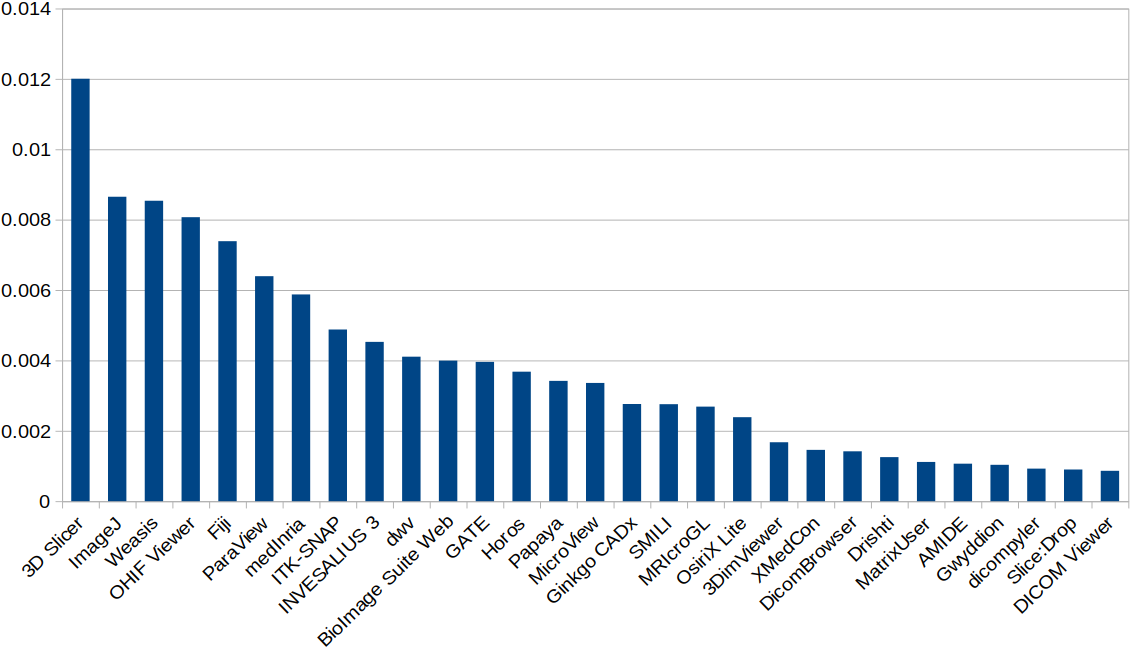 0.014
0.012
0.01
0.008
0.006
0.004
0.002
0
3D Slicer
ImageJ
Weasis
OHIF Viewer
Fiji
ParaView
medInria
ITK-SNAP
INVESALIUS 3
dwv
BioImage Suite Web
GATE
Horos
Papaya
MicroView
Ginkgo CADx
SMILI
MRIcroGL
OsiriX Lite
3DimViewer
XMedCon
DicomBrowser
Drishti
MatrixUser
AMIDE
Gwyddion
dicompyler
Slice:Drop
DICOM Viewer